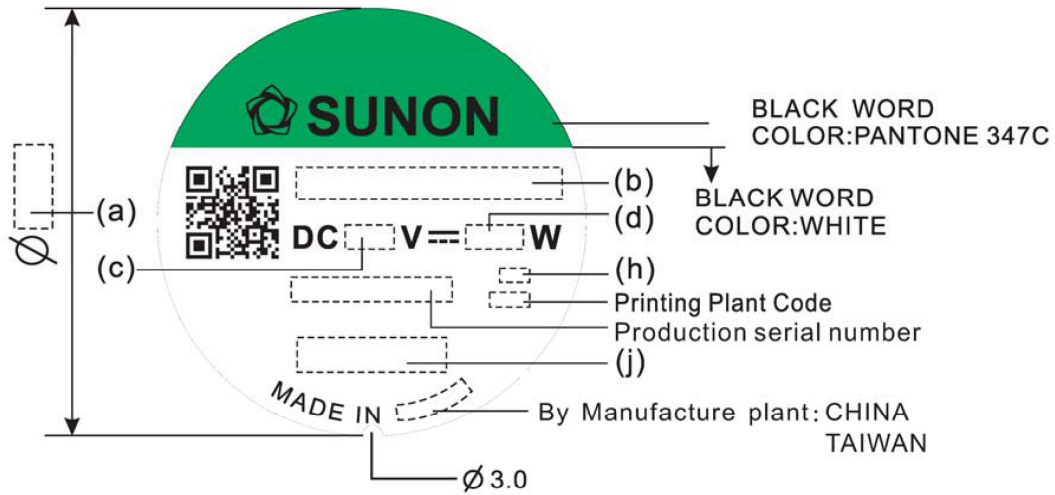 SUNON
BLACK WORD
COLOR:PANTONE 347C
(a)
(b)
BLACK WORD
COLOR:WHITE
(d)
DC V W
(c)
(h)
Printing Plant Code
Production serial number
(j)
MADE IN
By Manufacture plant: CHINA
TAIWAN
Ø
Ø 3.0